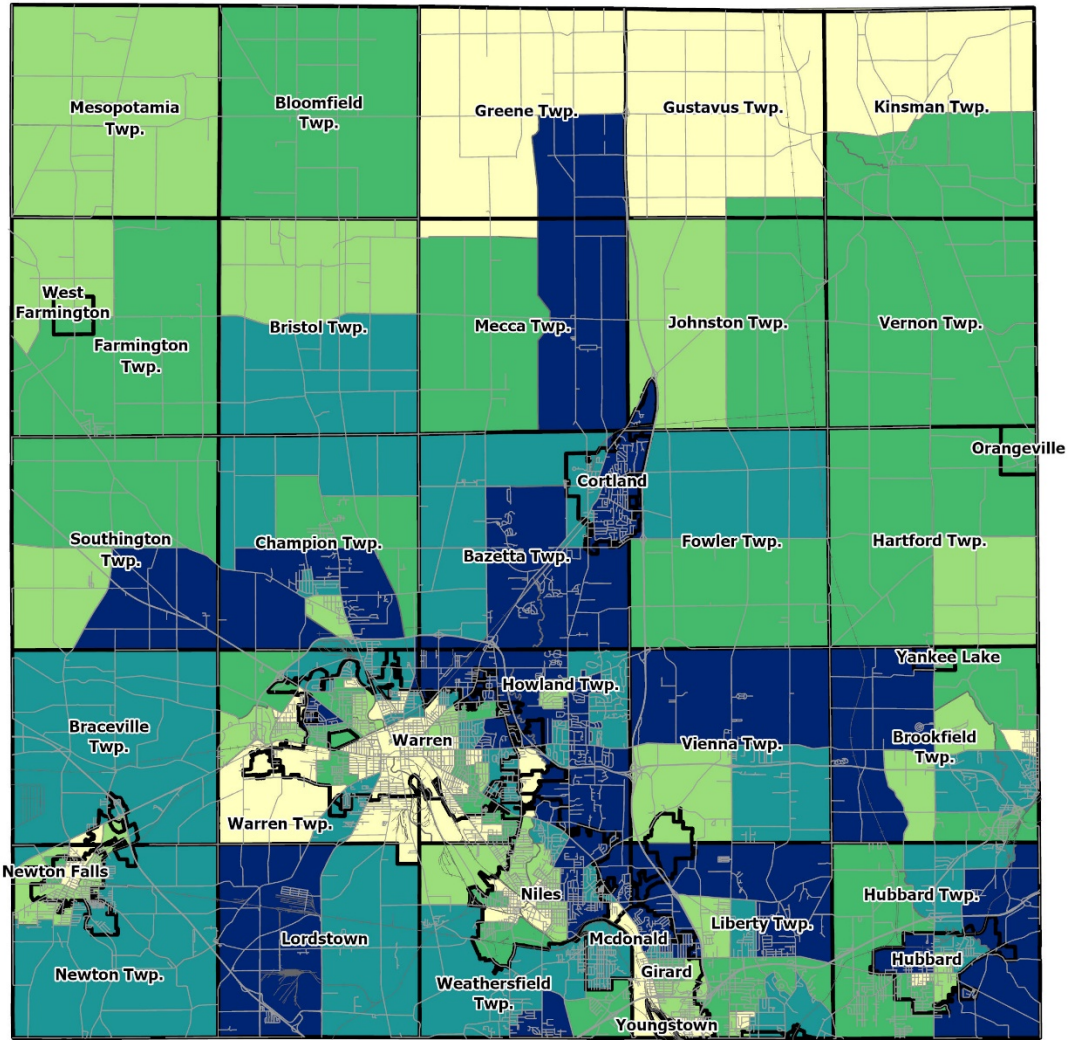 Mesopotamia
Twp.
Bloomfield
Twp.
Greene Twp.
Gustavus Twp.
Kinsman Twp.
West
Farmington
Farmington
Twp.
Bristol Twp.
Mecca Twp.
Johnston Twp.
Vernon Twp.
Orangeville
Cortland
Southington
Twp.
Champion Twp.
Bazetta Twp.
Fowler Twp.
Hartford Twp.
Yankee Lake
Howland Twp.
Braceville
Twp.
Warren
Vienna Twp.
Brookfield
Twp.
Warren Twp.
Newton Falls
Niles
Hubbard Twp.
Lordstown
Mcdonald
Liberty Twp.
Hubbard
Newton Twp.
Weathersfield
Twp.
Girard
Youngstown